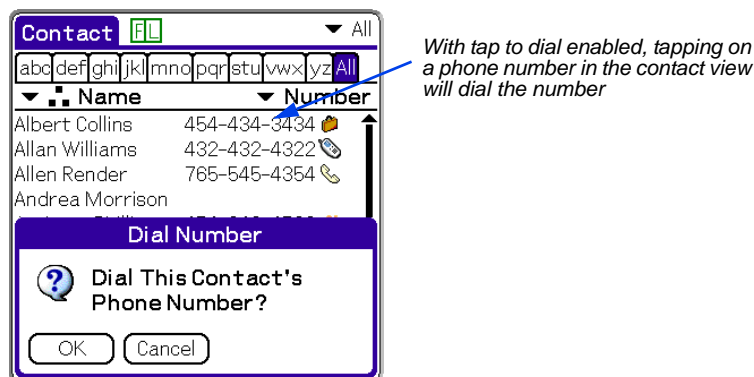 Contact FL All
abc def ghi jkl mno pqr stu vwx yz All
Name Number
Albert Collins 454-434-3434
Allan Williams 432-432-4322
Allen Render 765-545-4354
Andrea Morrison
Dial Number
Dial This Contact's
Phone Number?
OK Cancel
With tap to dial enabled, tapping on
a phone number in the contact view
will dial the number